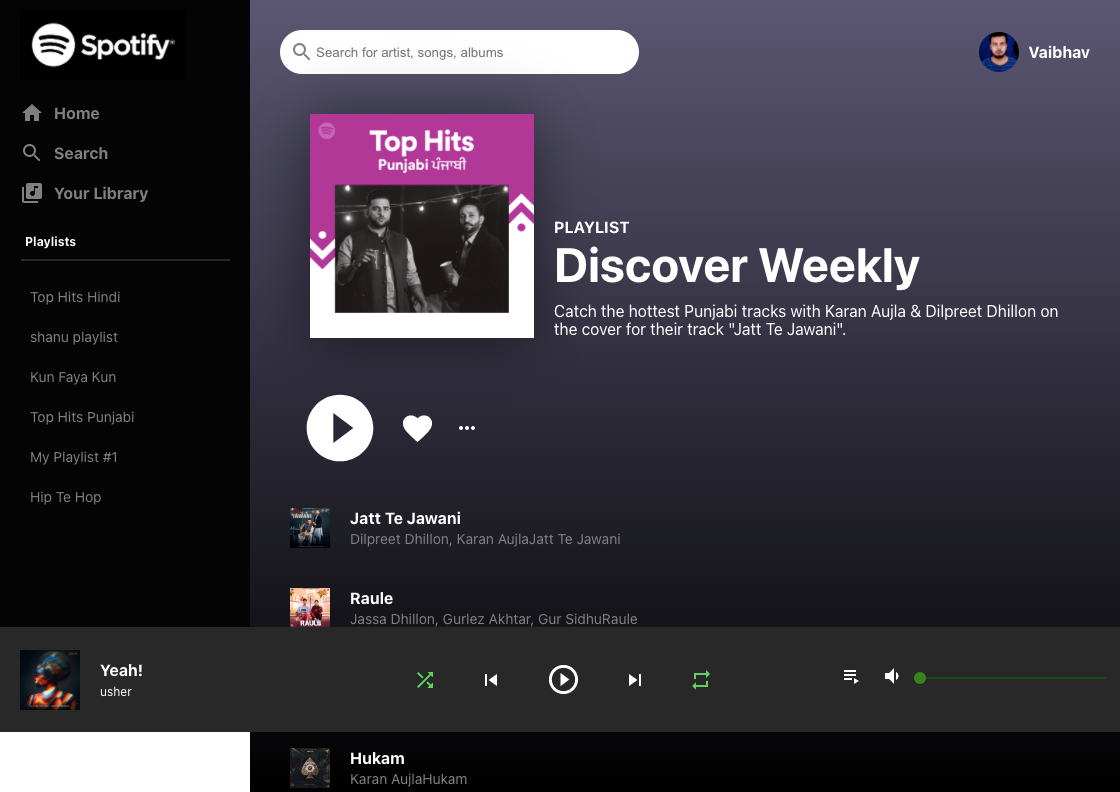 Spotify
Home
Search
Your Library
Playlists
Top Hits Hindi
shanu playlist
Kun Faya Kun
Top Hits Punjabi
My Playlist #1
Hip Te Hop
Search for artist, songs, albums
Vaibhav
Top Hits
Punjabi ਪੰਜਾਬੀ
PLAYLIST
Discover Weekly
Catch the hottest Punjabi tracks with Karan Aujla & Dilpreet Dhillon on
the cover for their track "Jatt Te Jawani".
Jatt Te Jawani
Dilpreet Dhillon, Karan AujlaJatt Te Jawani
RAULE
Raule
Jassa Dhillon, Gurlez Akhtar, Gur SidhuRaule
Yeah!
usher
Hukam
Karan AujlaHukam